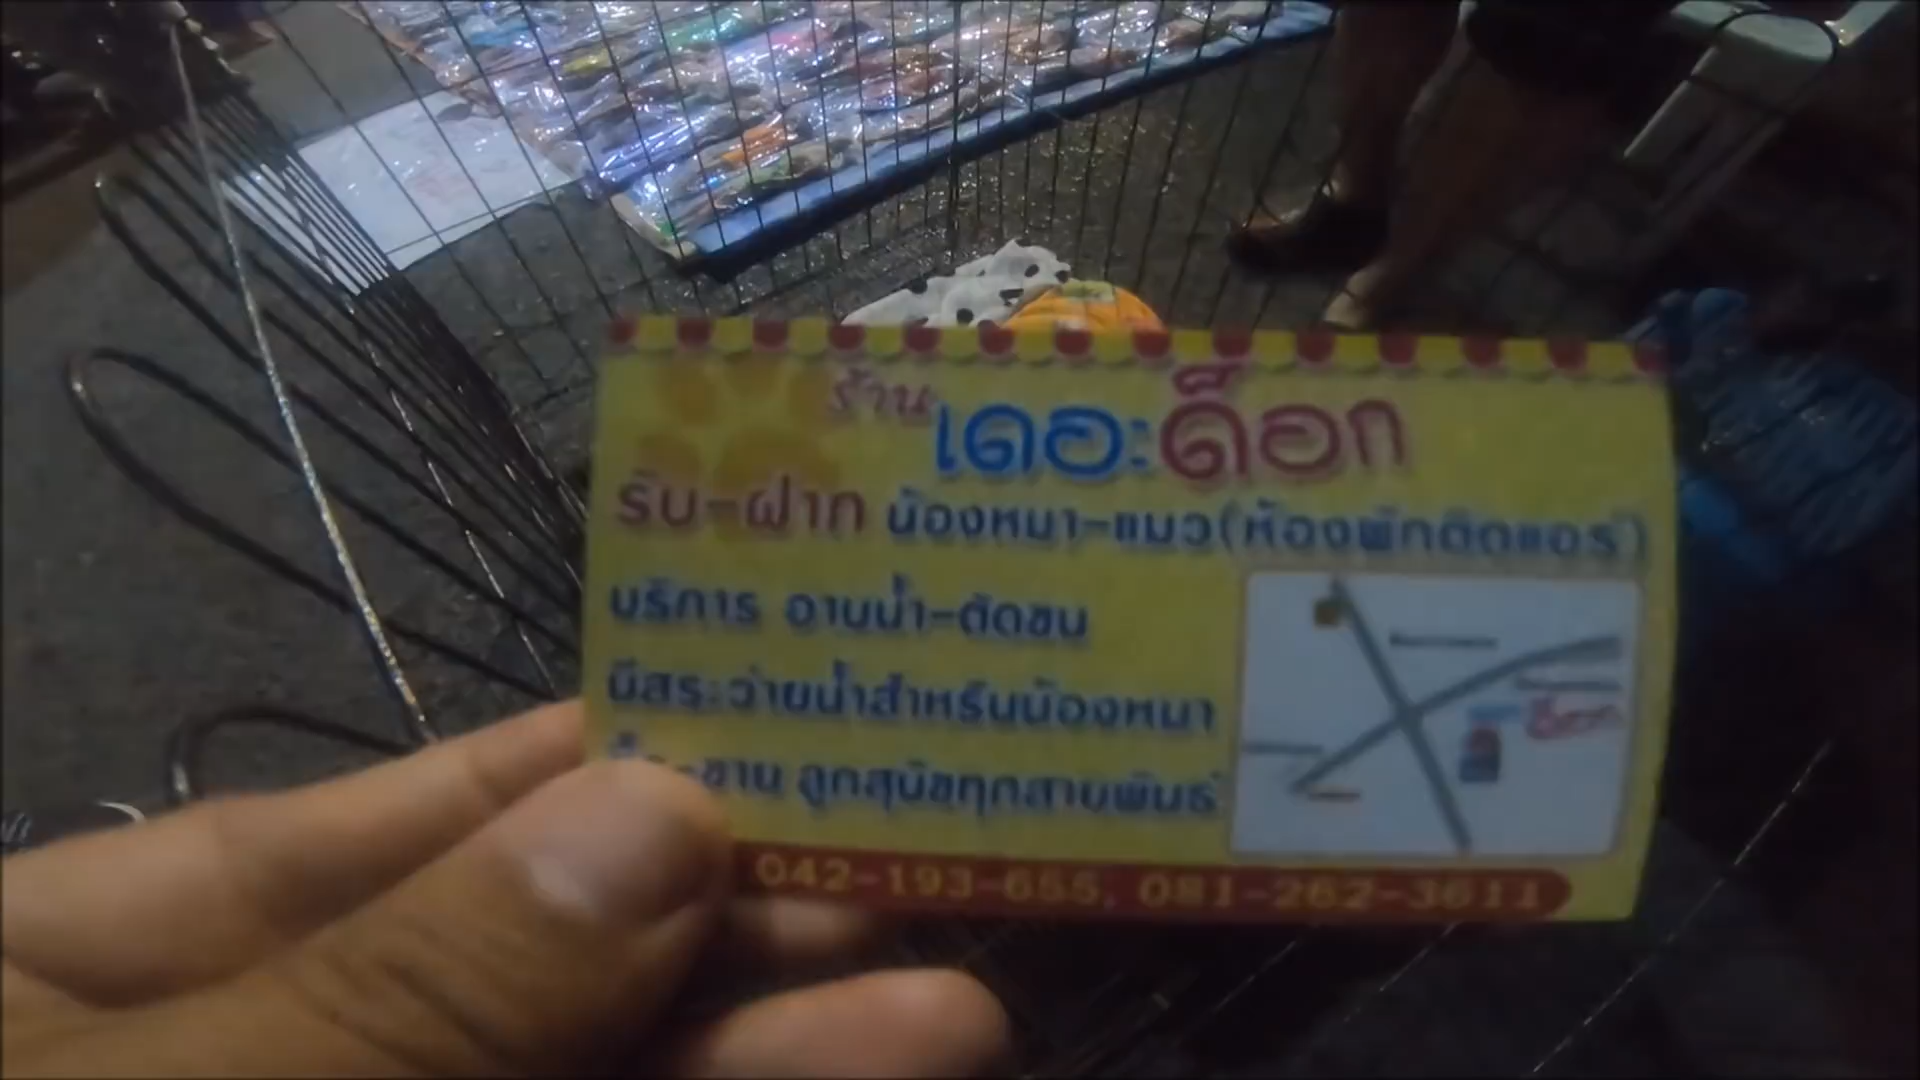 ร้าน เดอะด็อก
รับ-ฝาก น้องหมา-แมว(ห้องพักติดแอร์)
บริการ อาบน้ำ-ตัดขน
มีสระว่ายน้ำสำหรับน้องหมา
-ขาย ลูกสุนัขทุกสายพันธ์
042-193-655, 081-262-3611